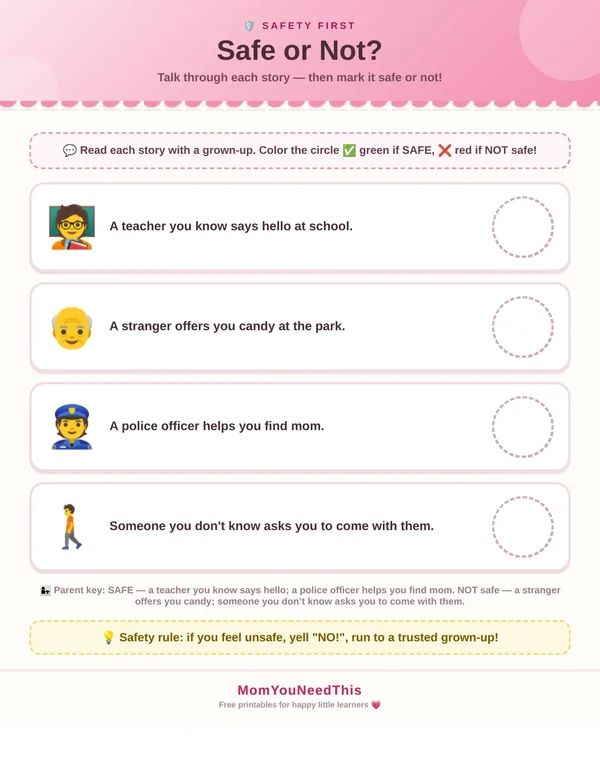 🛡️ SAFETY FIRST
Safe or Not?
Talk through each story — then mark it safe or not!
💬 Read each story with a grown-up. Color the circle ✅ green if SAFE, ❌ red if NOT safe!
A teacher you know says hello at school.
A stranger offers you candy at the park.
A police officer helps you find mom.
Someone you don't know asks you to come with them.
👩‍👧 Parent key: SAFE — a teacher you know says hello; a police officer helps you find mom. NOT safe — a stranger
offers you candy; someone you don't know asks you to come with them.
💡 Safety rule: if you feel unsafe, yell "NO!", run to a trusted grown-up!
MomYouNeedThis
Free printables for happy little learners 💗